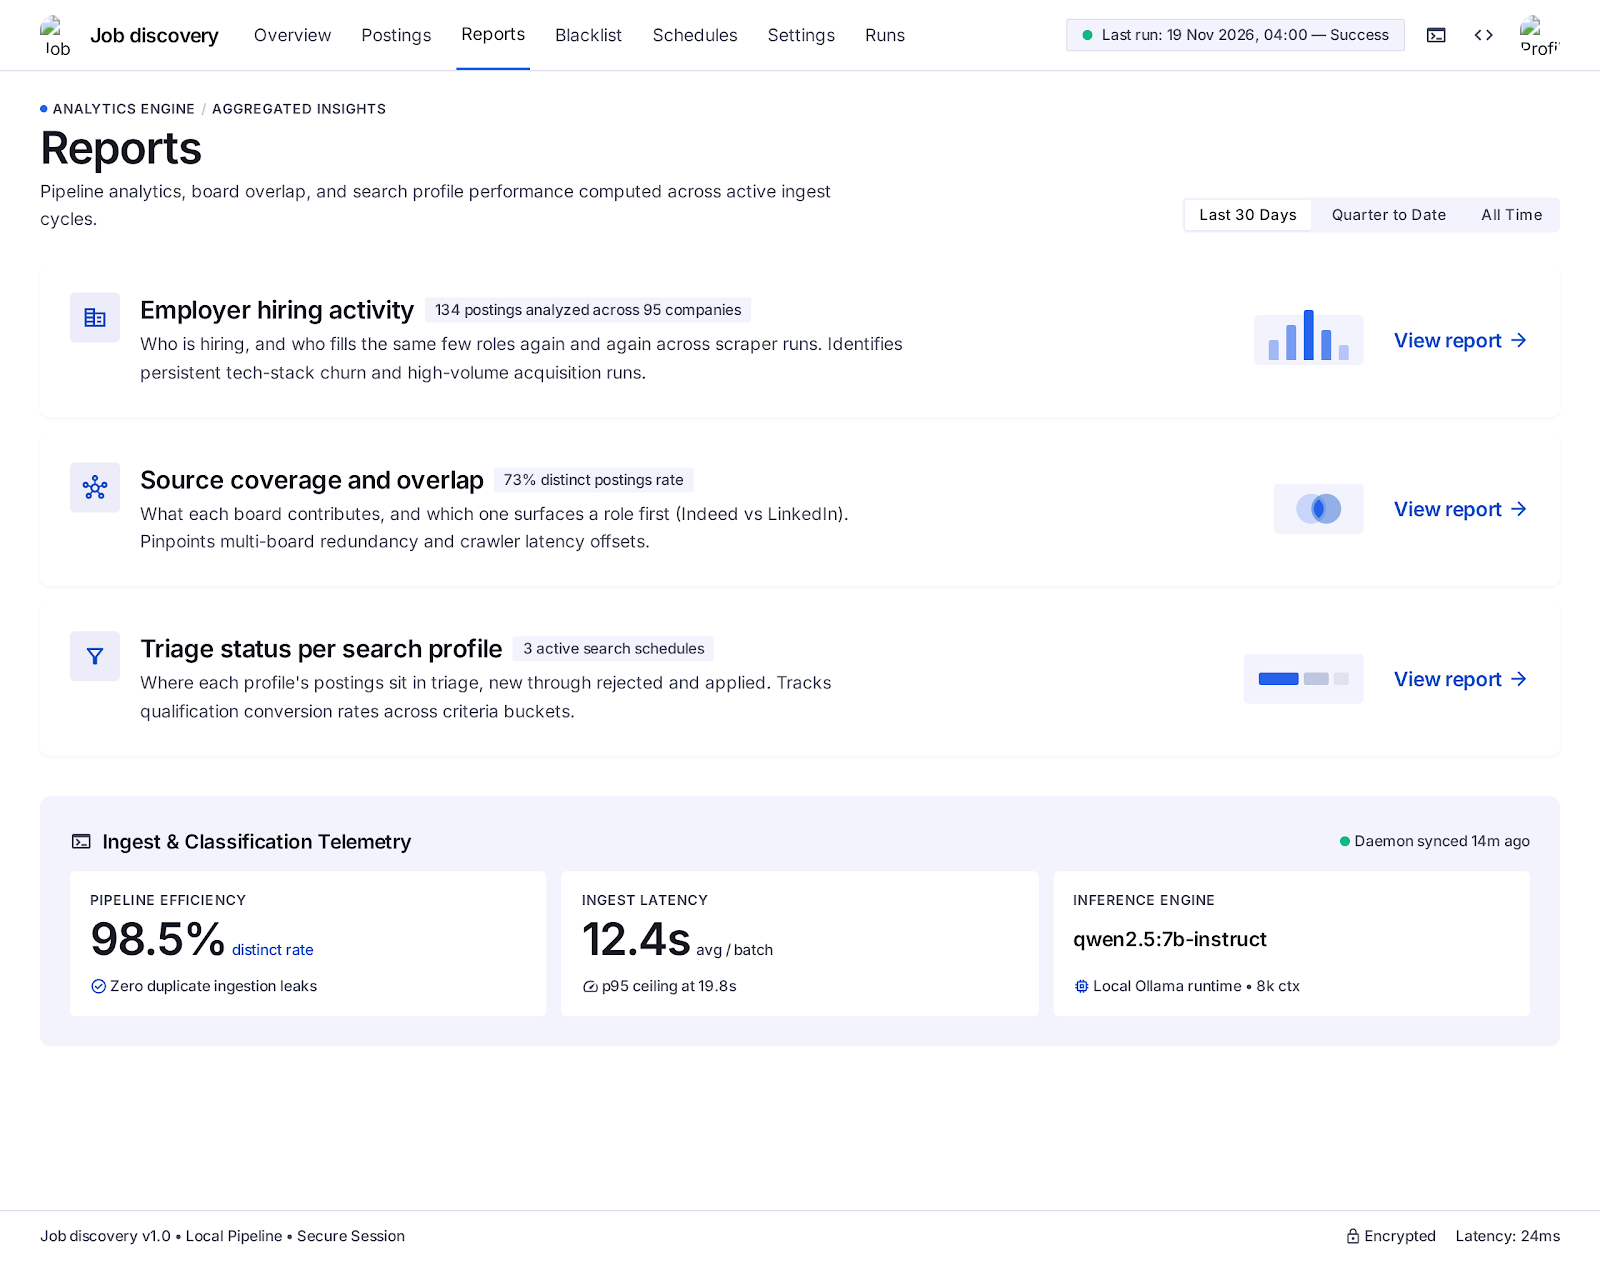 Job
Job discovery
Overview
Postings
Reports
Blacklist
Schedules
Settings
Runs
Last run: 19 Nov 2026, 04:00 — Success
Profi
ANALYTICS ENGINE / AGGREGATED INSIGHTS
Reports
Pipeline analytics, board overlap, and search profile performance computed across active ingest
cycles.
Last 30 Days
Quarter to Date
All Time
Employer hiring activity
134 postings analyzed across 95 companies
Who is hiring, and who fills the same few roles again and again across scraper runs. Identifies
persistent tech-stack churn and high-volume acquisition runs.
View report →
Source coverage and overlap
73% distinct postings rate
What each board contributes, and which one surfaces a role first (Indeed vs LinkedIn).
Pinpoints multi-board redundancy and crawler latency offsets.
View report →
Triage status per search profile
3 active search schedules
Where each profile's postings sit in triage, new through rejected and applied. Tracks
qualification conversion rates across criteria buckets.
View report →
Ingest & Classification Telemetry
Daemon synced 14m ago
PIPELINE EFFICIENCY
98.5% distinct rate
Zero duplicate ingestion leaks
INGEST LATENCY
12.4s avg / batch
p95 ceiling at 19.8s
INFERENCE ENGINE
qwen2.5:7b-instruct
Local Ollama runtime • 8k ctx
Job discovery v1.0 • Local Pipeline • Secure Session
Encrypted
Latency: 24ms